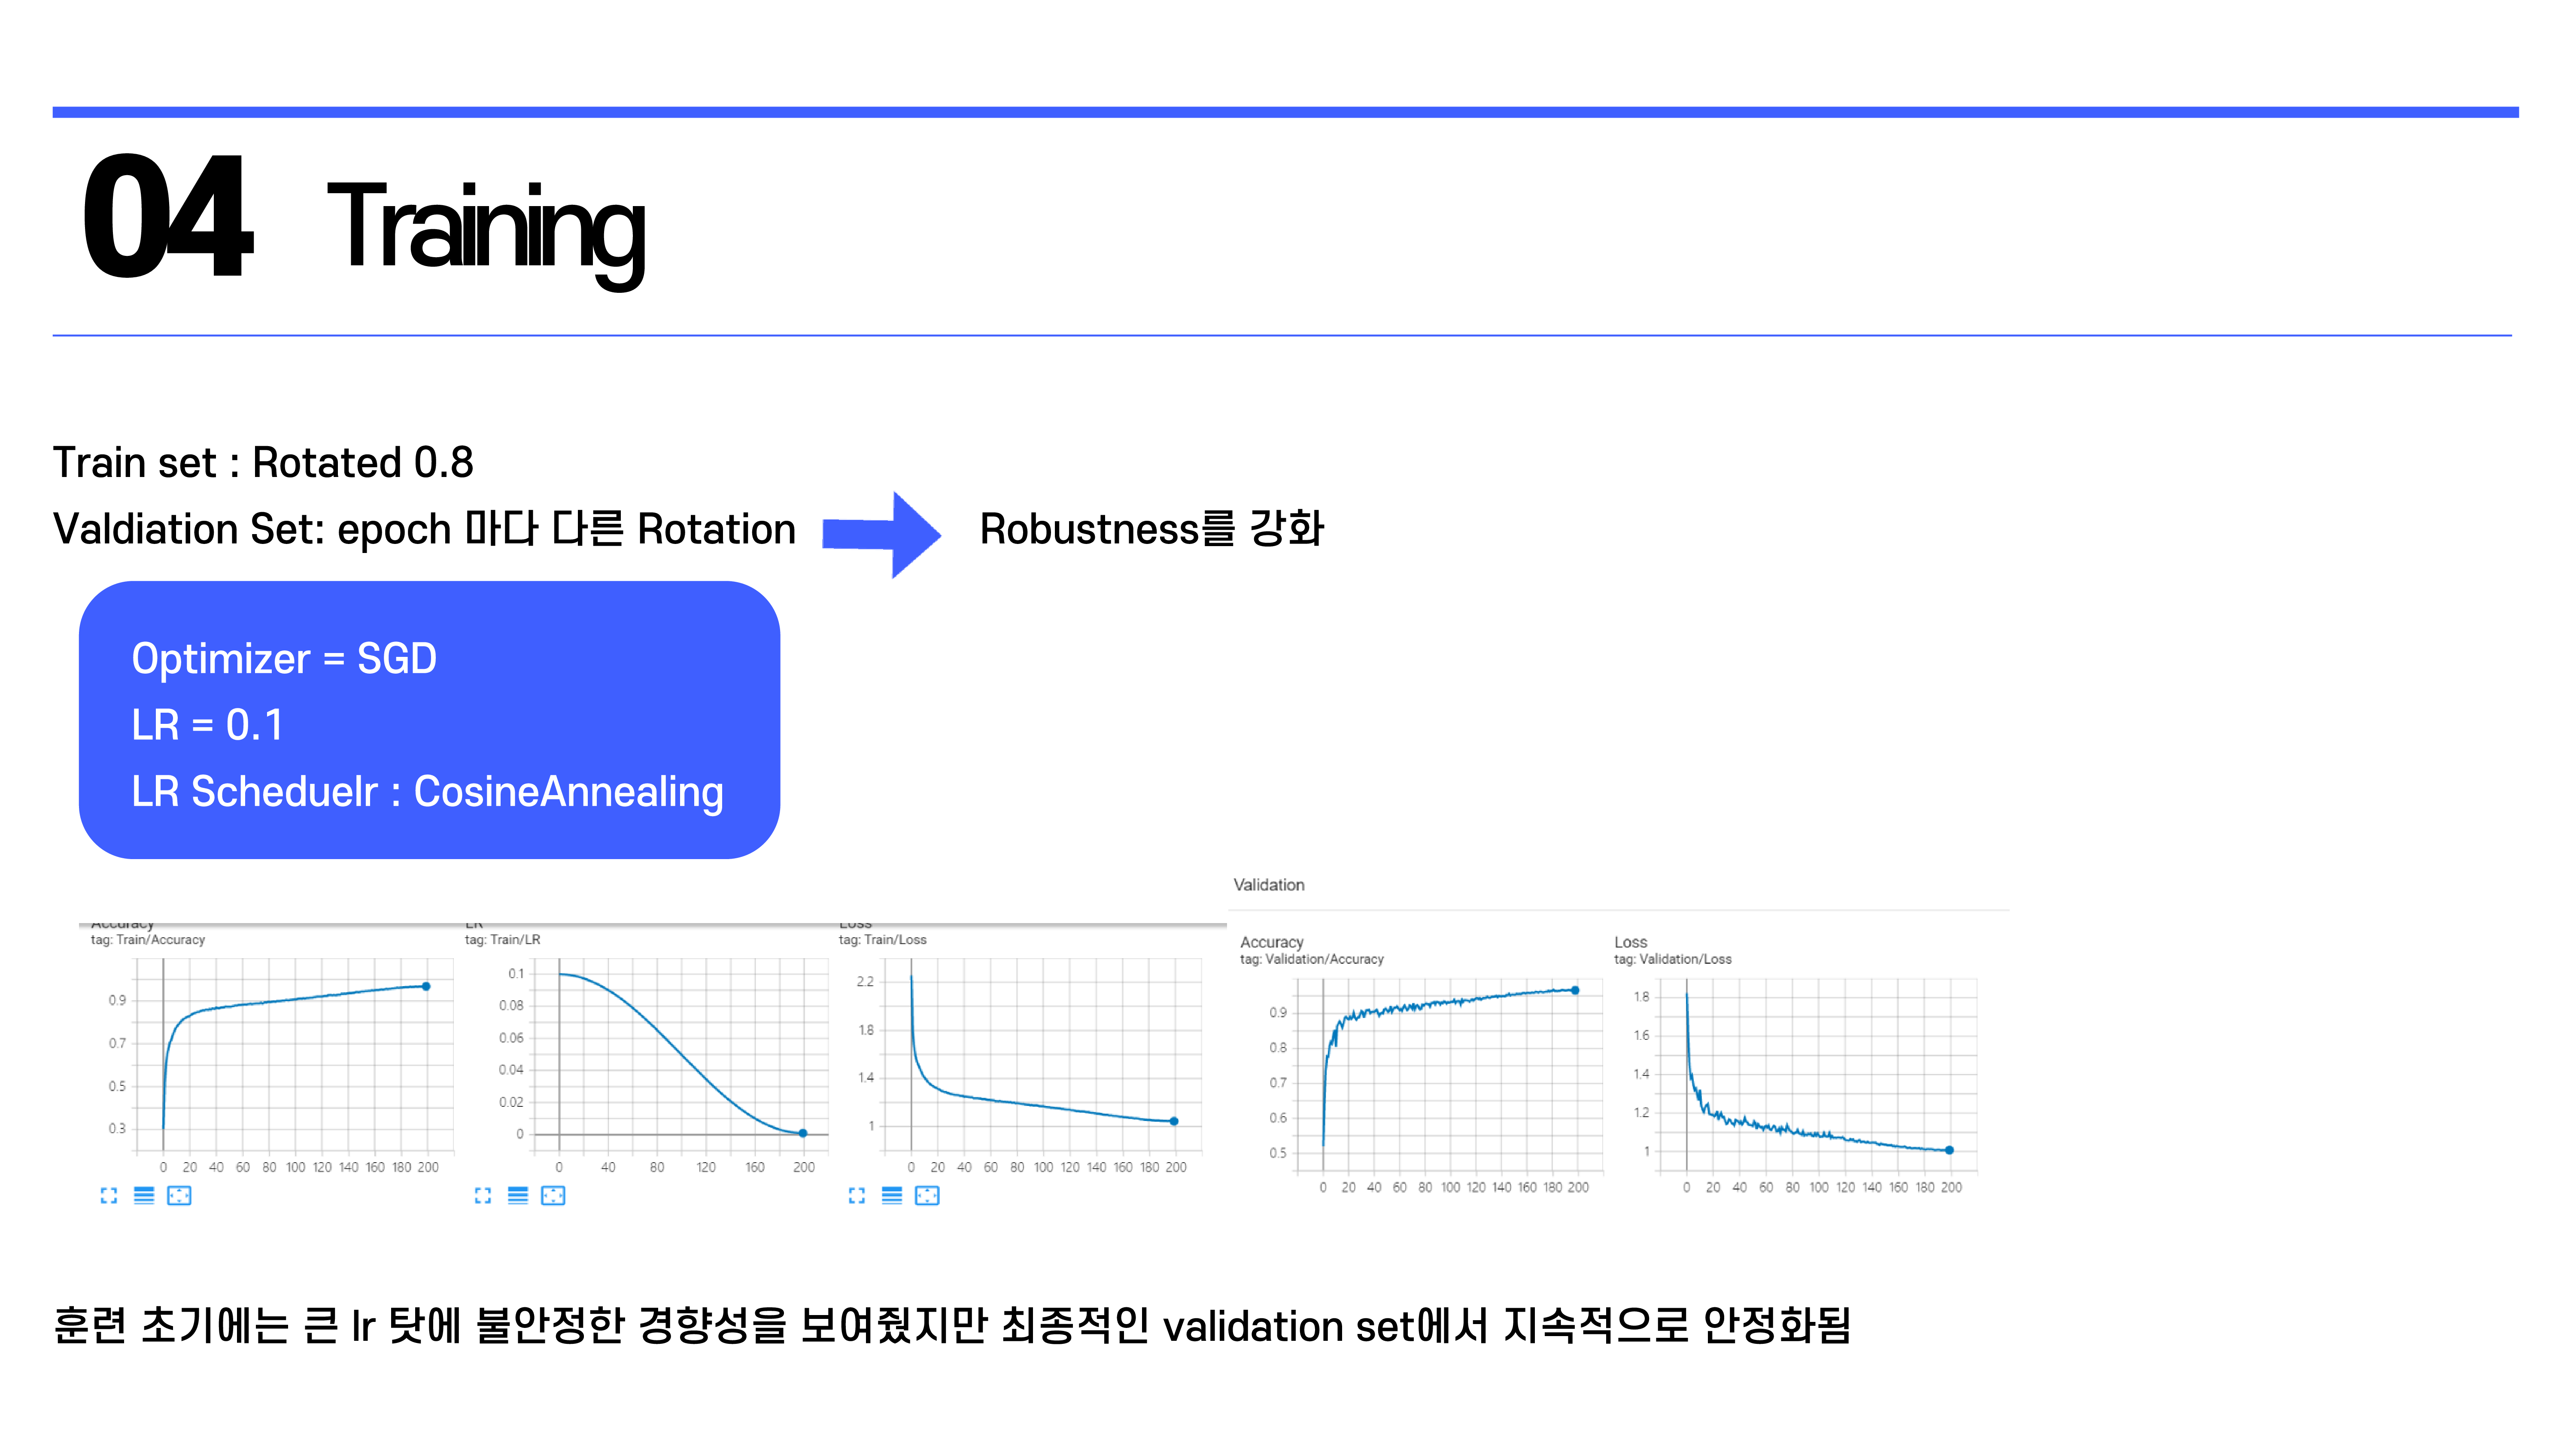 04 Training
Train set : Rotated 0.8
Valdiation Set: epoch 마다 다른 Rotation
Robustness를 강화
Optimizer = SGD
LR = 0.1
LR Scheduelr : CosineAnnealing
Accuracy
tag: Train/Accuracy
0.9
0.7
0.5
0.3
0 20 40 60 80 100 120 140 160 180 200
LR
tag: Train/LR
0.1
0.08
0.06
0.04
0.02
0
0 40 80 120 160 200
Loss
tag: Train/Loss
2.2
1.8
1.4
1
0 20 40 60 80 100 120 140 160 180 200
Validation
Accuracy
tag: Validation/Accuracy
0.9
0.8
0.7
0.6
0.5
0 20 40 60 80 100 120 140 160 180 200
Loss
tag: Validation/Loss
1.8
1.6
1.4
1.2
1
0 20 40 60 80 100 120 140 160 180 200
훈련 초기에는 큰 lr 탓에 불안정한 경향성을 보여줬지만 최종적인 validation set에서 지속적으로 안정화됨